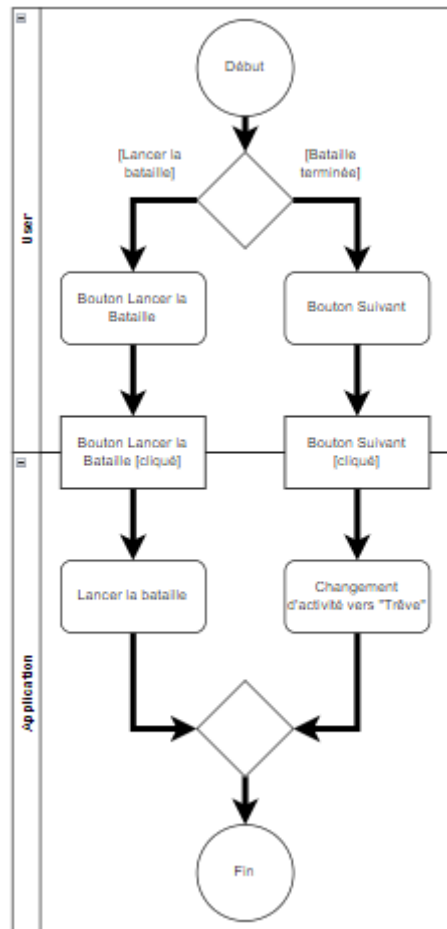 Début
[Lancer la
bataille]
[Bataille
terminée]
User
Bouton Lancer la
Bataille
Bouton Suivant
Bouton Lancer la
Bataille [cliqué]
Bouton Suivant
[cliqué]
Application
Lancer la bataille
Changement
d'activité vers "Trêve"
Fin